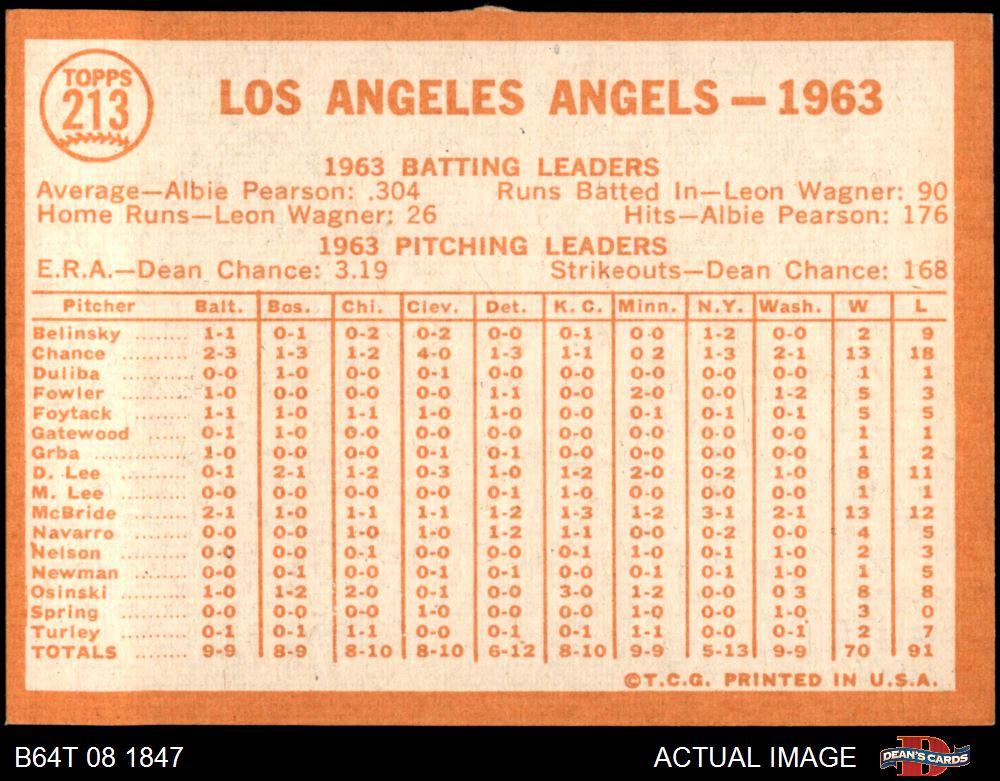 TOPPS
213
LOS ANGELES ANGELS — 1963
1963 BATTING LEADERS
Average—Albie Pearson: .304 Runs Batted In—Leon Wagner: 90
Home Runs—Leon Wagner: 26 Hits—Albie Pearson: 176
1963 PITCHING LEADERS
E.R.A.—Dean Chance: 3.19 Strikeouts—Dean Chance: 168
Pitcher Balt. Bos. Chi. Clev. Det. K. C. Minn. N.Y. Wash. W L
Belinsky .......... 1-1 0-1 0-2 0-2 0-0 0-1 0-0 1-2 0-0 2 9
Chance .......... 2-3 1-3 1-2 4-0 1-3 1-1 0 2 1-3 2-1 13 18
Duliba .......... 0-0 1-0 0-0 0-1 0-0 0-0 0-0 0-0 0-0 1 1
Fowler .......... 1-0 0-0 0-0 0-0 1-1 0-0 2-0 0-0 1-2 5 3
Foytack .......... 1-1 1-0 1-1 1-0 1-0 0-0 0-1 0-1 0-1 5 5
Gatewood ...... 0-1 1-0 0-0 0-0 0-0 0-0 0-0 0-0 0-0 1 1
Grba .......... 1-0 0-0 0-0 0-1 0-1 0-0 0-0 0-0 0-0 1 2
D. Lee .......... 0-1 2-1 1-2 0-3 1-0 1-2 2-0 0-2 1-0 8 11
M. Lee .......... 0-0 0-0 0-0 0-0 0-1 1-0 0-0 0-0 0-0 1 1
McBride .......... 2-1 1-0 1-1 1-1 1-2 1-3 1-2 3-1 2-1 13 12
Navarro .......... 0-0 0-0 1-0 1-0 1-2 1-1 0-0 0-2 0-0 4 5
Nelson .......... 0-0 0-0 0-1 0-0 0-0 0-1 1-0 0-1 1-0 2 3
Newman .......... 0-0 0-1 0-0 0-1 0-1 0-0 0-1 0-1 1-0 1 5
Osinski .......... 1-0 1-2 2-0 0-1 0-0 3-0 1-2 0-0 0 3 8 8
Spring .......... 0-0 0-0 0-0 1-0 0-0 0-0 1-0 0-0 1-0 3 0
Turley .......... 0-1 0-1 1-1 0-0 0-1 0-1 1-1 0-0 0-1 2 7
TOTALS .......... 9-9 8-9 8-10 8-10 6-12 8-10 9-9 5-13 9-9 70 91
©T.C.G. PRINTED IN U.S.A.
B64T 08 1847 ACTUAL IMAGE DEAN'S CARDS